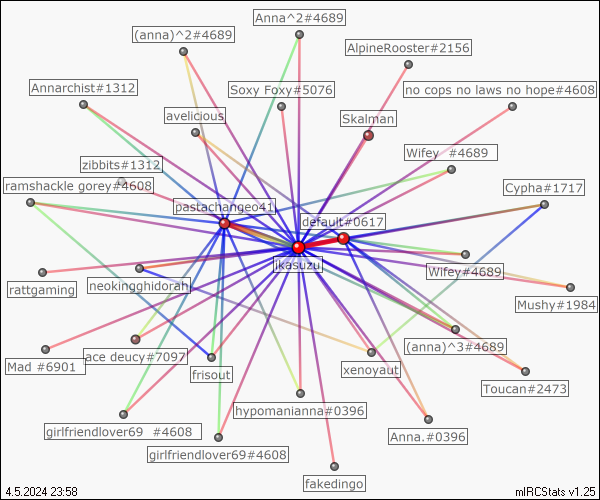 Anna^2#4689
(anna)^2#4689
AlpineRooster#2156
Annarchist#1312
Soxy Foxy#5076
no cops no laws no hope#4608
avelicious
Skalman
Wifey  #4689
zibbits#1312
ramshackle gorey#4608
Cypha#1717
pastachangeo41
default#0617
jkasuzu
Wifey#4689
rattgaming
neokingghidorah
Mushy#1984
(anna)^3#4689
Mad #6901
ace deucy#7097
frisout
xenoyaut
Toucan#2473
hypomanianna#0396
girlfriendlover69  #4608
Anna.#0396
girlfriendlover69#4608
fakedingo
4.5.2024 23:58
mIRCStats v1.25